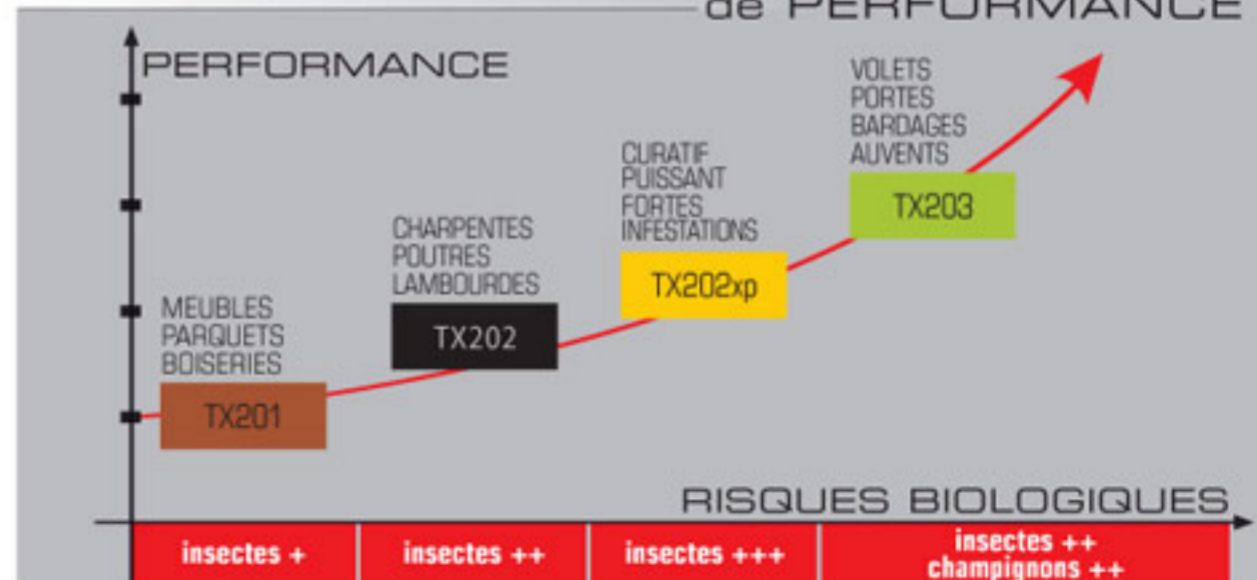 de PERFORMANCE
PERFORMANCE
VOLETS
PORTES
BARDAGES
AUVENTS
TX203
CURATIF
PUISSANT
FORTES
INFESTATIONS
TX202xp
CHARPENTES
POUTRES
LAMBOURDES
TX202
MEUBLES
PARQUETS
BOISERIES
TX201
RISQUES BIOLOGIQUES
insectes +
insectes ++
insectes +++
insectes ++
champignons ++